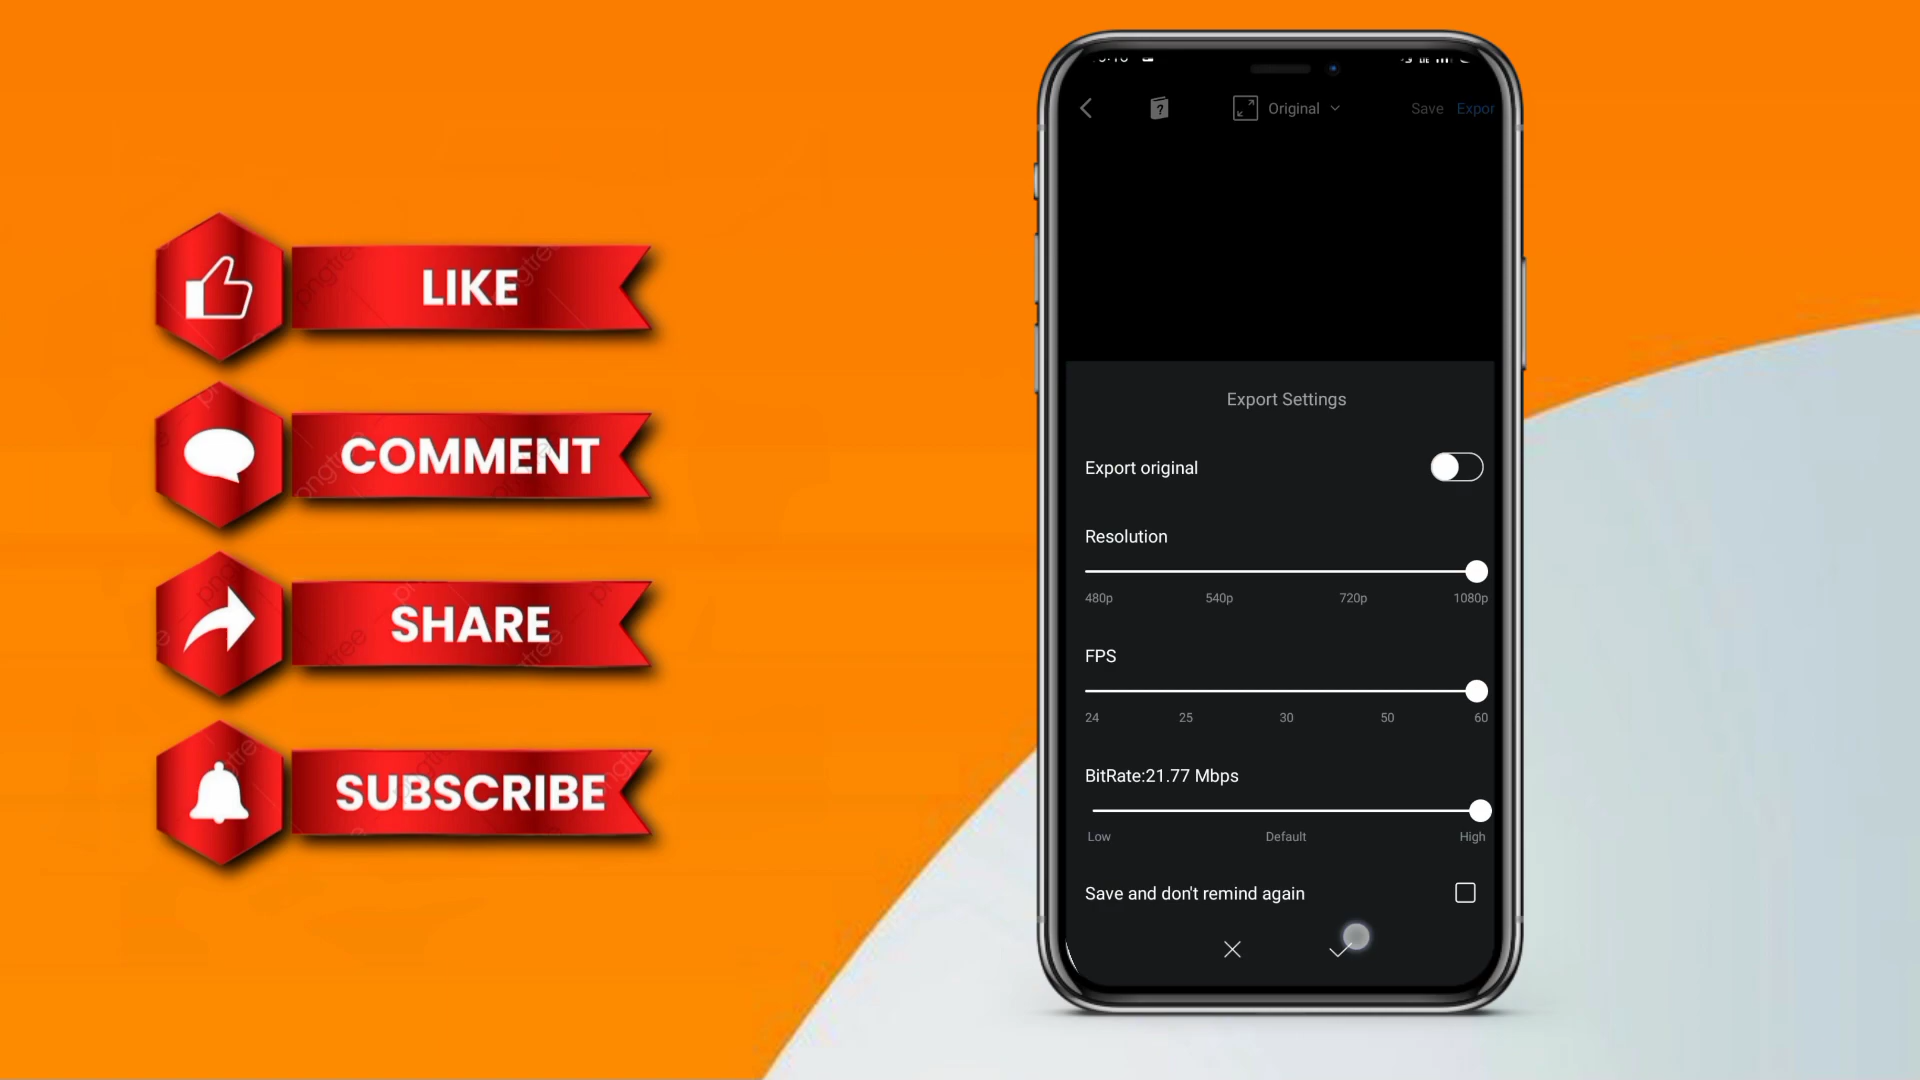 LIKE
COMMENT
SHARE
SUBSCRIBE
Original
Save Expor
Export Settings
Export original
Resolution
480p 540p 720p 1080p
FPS
24 25 30 50 60
BitRate:21.77 Mbps
Low Default High
Save and don't remind again